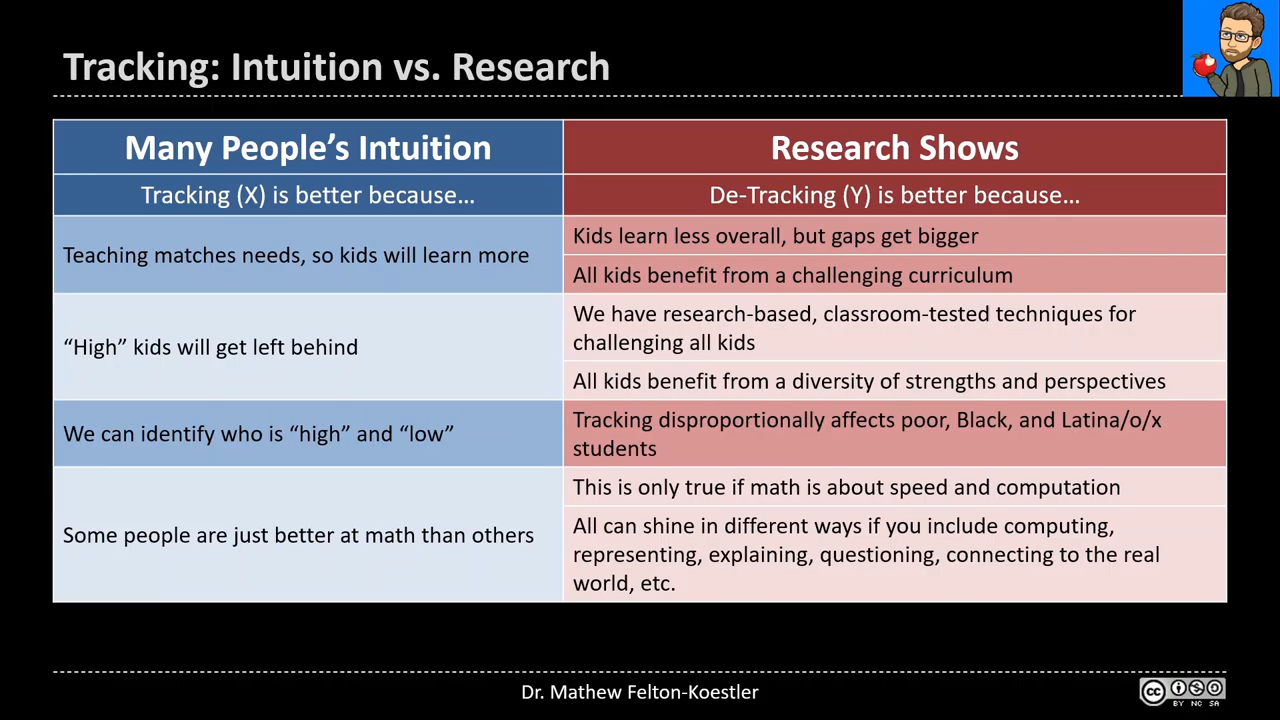 Tracking: Intuition vs. Research
Many People's Intuition
Research Shows
Tracking (X) is better because…
De-Tracking (Y) is better because…
Teaching matches needs, so kids will learn more
Kids learn less overall, but gaps get bigger
All kids benefit from a challenging curriculum
“High” kids will get left behind
We have research-based, classroom-tested techniques for
challenging all kids
All kids benefit from a diversity of strengths and perspectives
We can identify who is “high” and “low”
Tracking disproportionally affects poor, Black, and Latina/o/x
students
Some people are just better at math than others
This is only true if math is about speed and computation
All can shine in different ways if you include computing,
representing, explaining, questioning, connecting to the real
world, etc.
Dr. Mathew Felton-Koestler
cc
BY NC SA